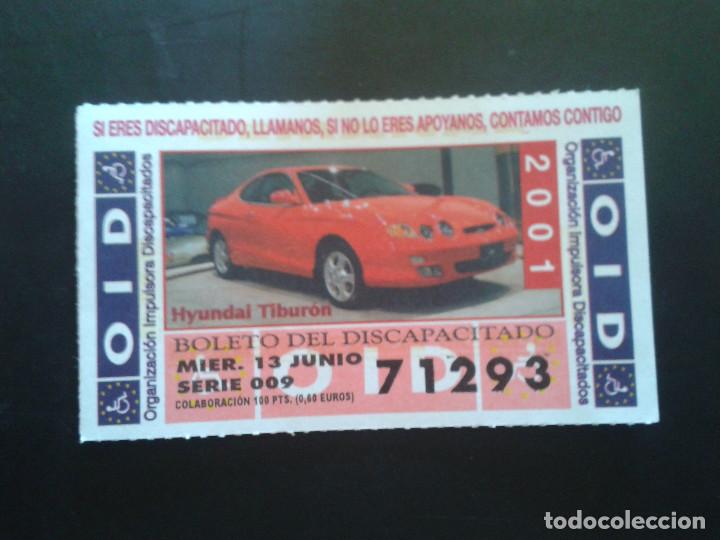 SI ERES DISCAPACITADO, LLAMANOS, SI NO LO ERES APOYANOS, CONTAMOS CONTIGO
OID
Organización Impulsora Discapacitados
2001
Organización Impulsora Discapacitados
OID
Hyundai Tiburón
BOLETO DEL DISCAPACITADO
MIER. 13 JUNIO
SERIE 009
71293
COLABORACIÓN 100 PTS. (0,60 EUROS)
OID
todocoleccion.net